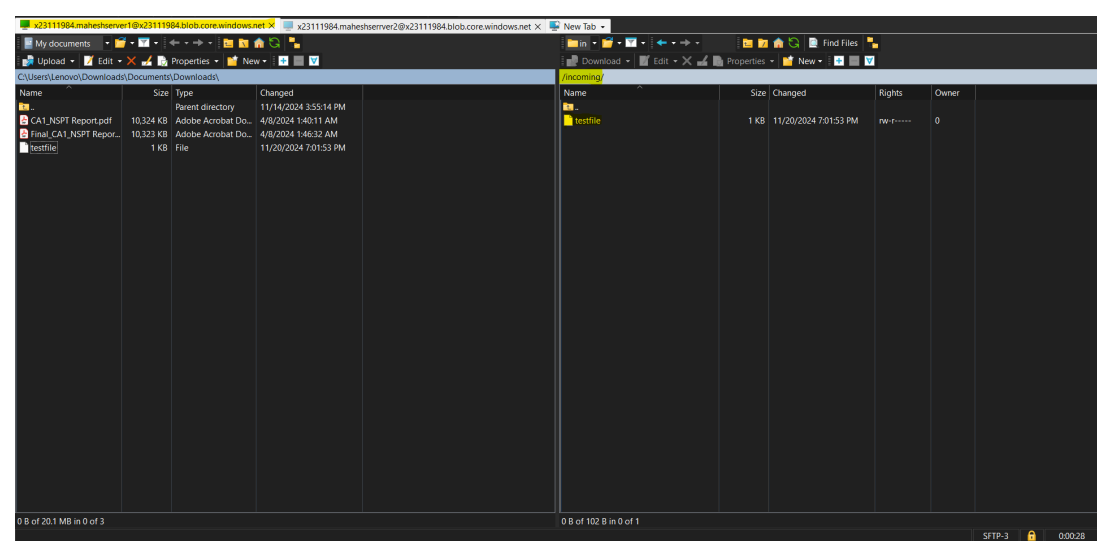 x23111984.maheshserver1@x23111984.blob.core.windows.net × x23111984.maheshserrver2@x23111984.blob.core.windows.net × New Tab
My documents
Upload Edit Properties New
C:\Users\Lenovo\Downloads\Documents\Downloads\
Name Size Type Changed
.. Parent directory 11/14/2024 3:55:14 PM
CA1_NSPT Report.pdf 10,324 KB Adobe Acrobat Do... 4/8/2024 1:40:11 AM
Final_CA1_NSPT Repor... 10,323 KB Adobe Acrobat Do... 4/8/2024 1:46:32 AM
testfile 1 KB File 11/20/2024 7:01:53 PM
0 B of 20.1 MB in 0 of 3
in Find Files
Download Edit Properties New
/incoming/
Name Size Changed Rights Owner
..
testfile 1 KB 11/20/2024 7:01:53 PM rw-r----- 0
0 B of 102 B in 0 of 1
SFTP-3 0:00:28